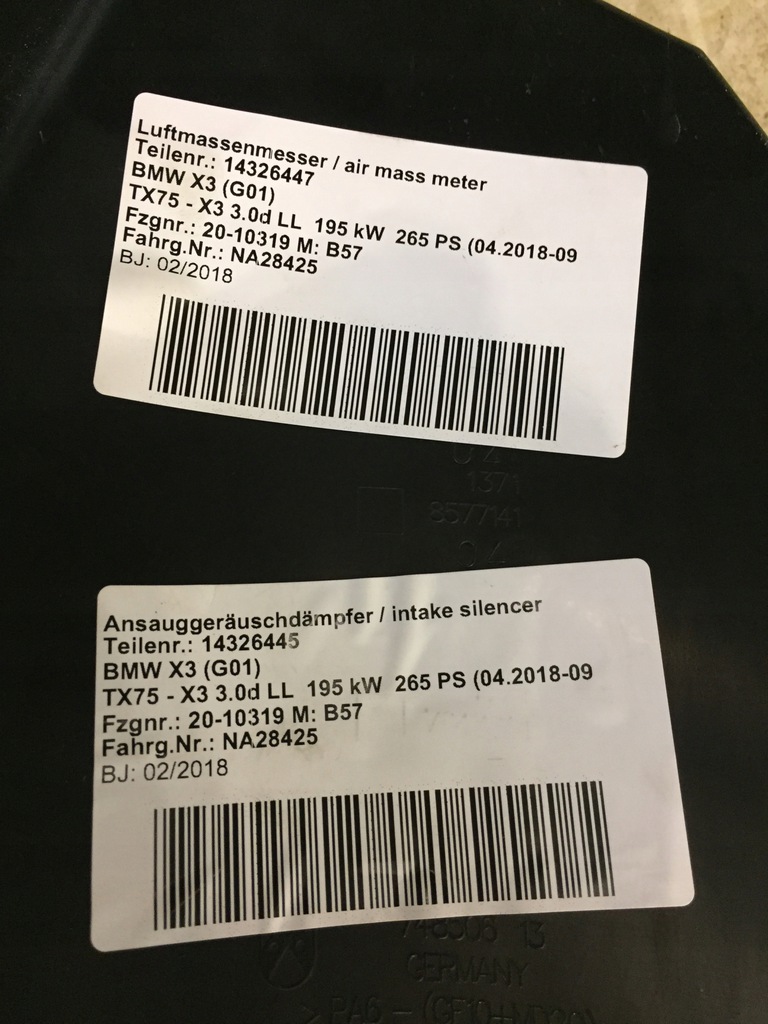 Luftmassenmesser / air mass meter
Teilenr.: 14326447
BMW X3 (G01)
TX75 - X3 3.0d LL 195 kW 265 PS (04.2018-09
Fzgnr.: 20-10319 M: B57
Fahrg.Nr.: NA28425
BJ: 02/2018
1371
8577141
Ansauggeräuschdämpfer / intake silencer
Teilenr.: 14326445
BMW X3 (G01)
TX75 - X3 3.0d LL 195 kW 265 PS (04.2018-09
Fzgnr.: 20-10319 M: B57
Fahrg.Nr.: NA28425
BJ: 02/2018
13
GERMANY